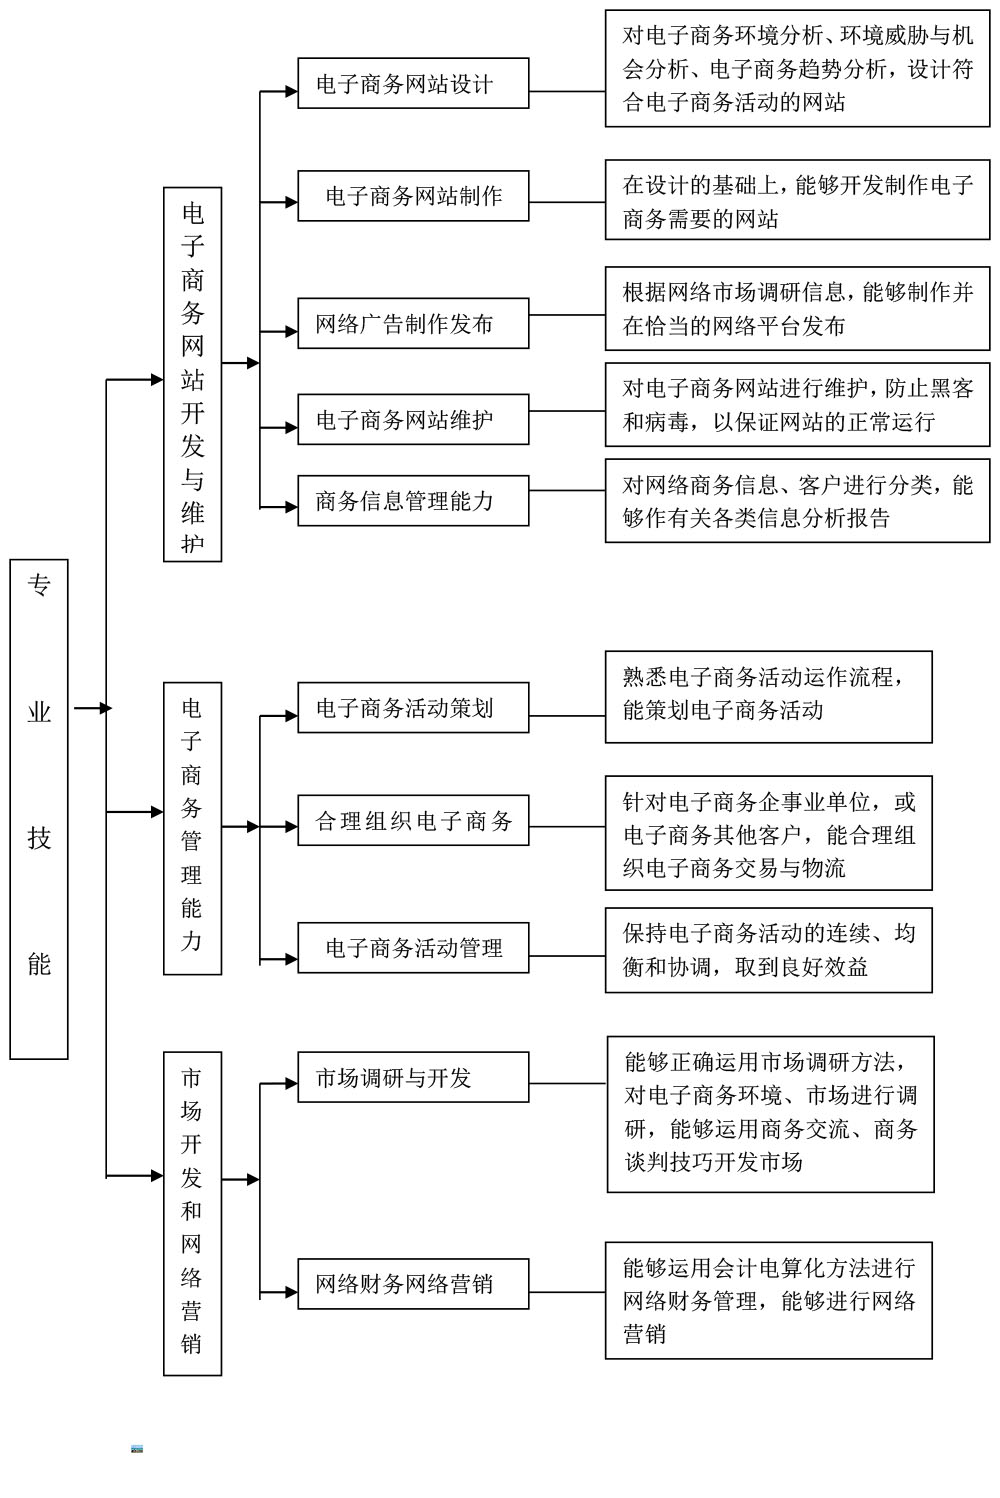 专业技能
电子商务网站开发与维护
电子商务网站设计
对电子商务环境分析、环境威胁与机
会分析、电子商务趋势分析，设计符
合电子商务活动的网站
电子商务网站制作
在设计的基础上，能够开发制作电子
商务需要的网站
网络广告制作发布
根据网络市场调研信息，能够制作并
在恰当的网络平台发布
电子商务网站维护
对电子商务网站进行维护，防止黑客
和病毒，以保证网站的正常运行
商务信息管理能力
对网络商务信息、客户进行分类，能
够作有关各类信息分析报告
电子商务管理能力
电子商务活动策划
熟悉电子商务活动运作流程，
能策划电子商务活动
合理组织电子商务
针对电子商务企事业单位，或
电子商务其他客户，能合理组
织电子商务交易与物流
电子商务活动管理
保持电子商务活动的连续、均
衡和协调，取到良好效益
市场开发和网络营销
市场调研与开发
能够正确运用市场调研方法，
对电子商务环境、市场进行调
研，能够运用商务交流、商务
谈判技巧开发市场
网络财务网络营销
能够运用会计电算化方法进行
网络财务管理，能够进行网络
营销